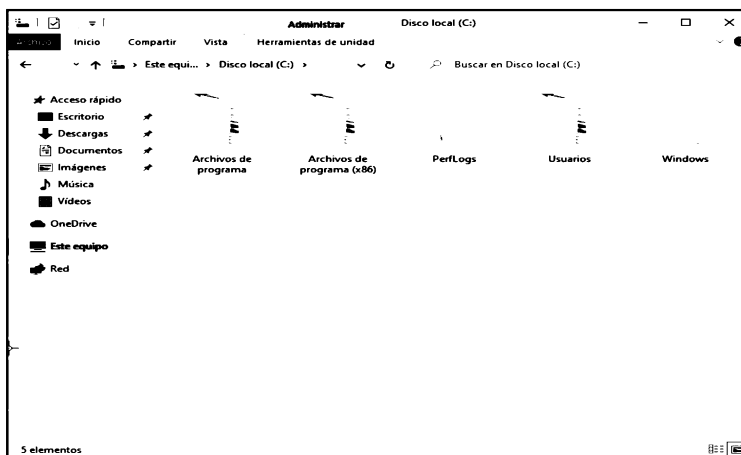 Administrar Disco local (C:)
Archivo Inicio Compartir Vista Herramientas de unidad
Este equi... > Disco local (C:) > Buscar en Disco local (C:)
Acceso rápido
Escritorio
Descargas
Documentos
Imágenes
Música
Vídeos
OneDrive
Este equipo
Red
Archivos de programa
Archivos de programa (x86)
PerfLogs
Usuarios
Windows
5 elementos